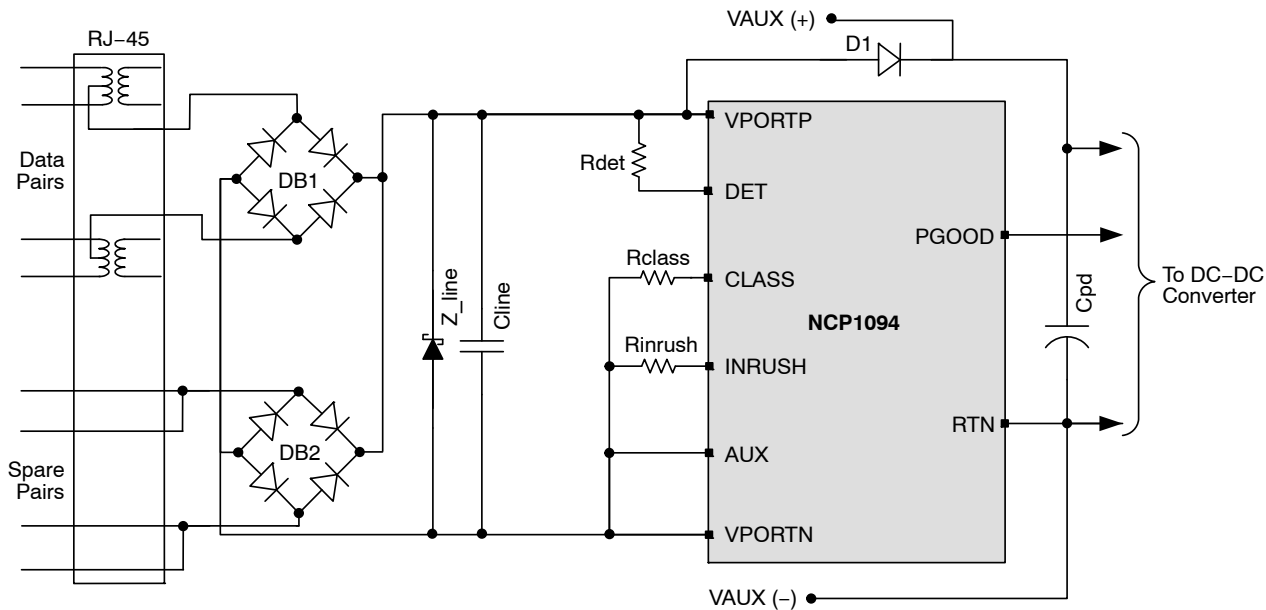 VAUX (+)
RJ−45
D1
Data
Pairs
DB1
Rdet
VPORTP
DET
PGOOD
Rclass
CLASS
Z_line
Cline
NCP1094
Cpd
To DC−DC
Converter
Rinrush
INRUSH
RTN
AUX
DB2
Spare
Pairs
VPORTN
VAUX (−)